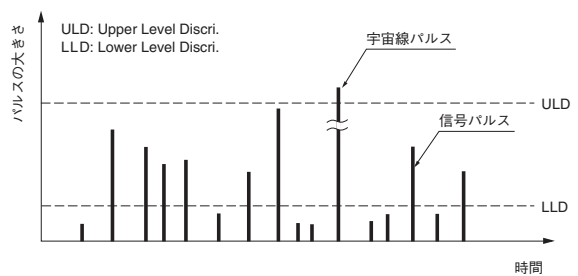 ULD: Upper Level Discri.
LLD: Lower Level Discri.
パルスの大きさ
宇宙線パルス
ULD
信号パルス
LLD
時間